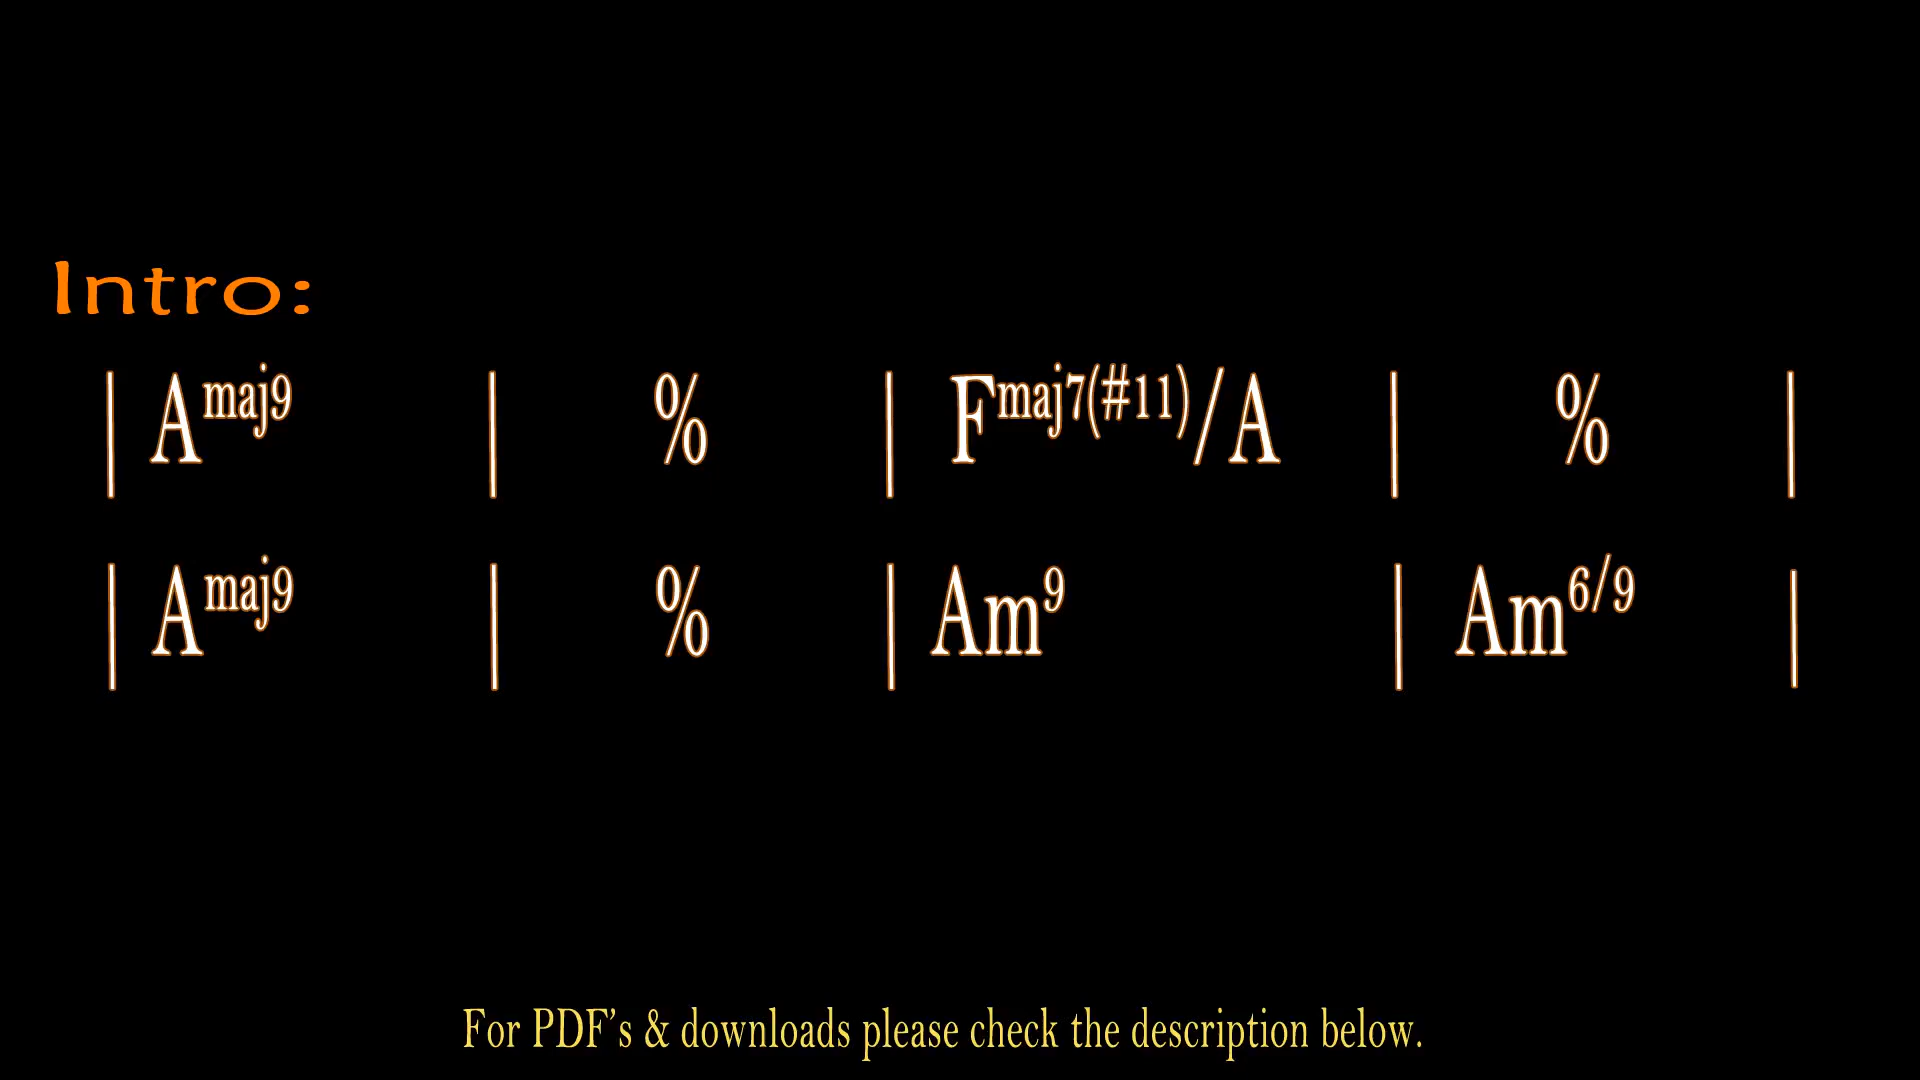 Intro:
| Amaj9 | % | Fmaj7(#11)/A | % |
| Amaj9 | % | Am9 | Am6/9 |
For PDF’s & downloads please check the description below.